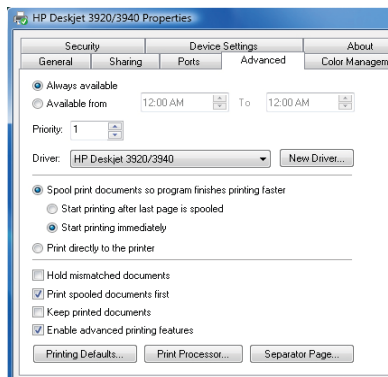 HP Deskjet 3920/3940 Properties
Security Device Settings About
General Sharing Ports Advanced Color Managem
Always available
Available from 12:00 AM To 12:00 AM
Priority: 1
Driver: HP Deskjet 3920/3940 New Driver...
Spool print documents so program finishes printing faster
Start printing after last page is spooled
Start printing immediately
Print directly to the printer
Hold mismatched documents
Print spooled documents first
Keep printed documents
Enable advanced printing features
Printing Defaults... Print Processor... Separator Page...